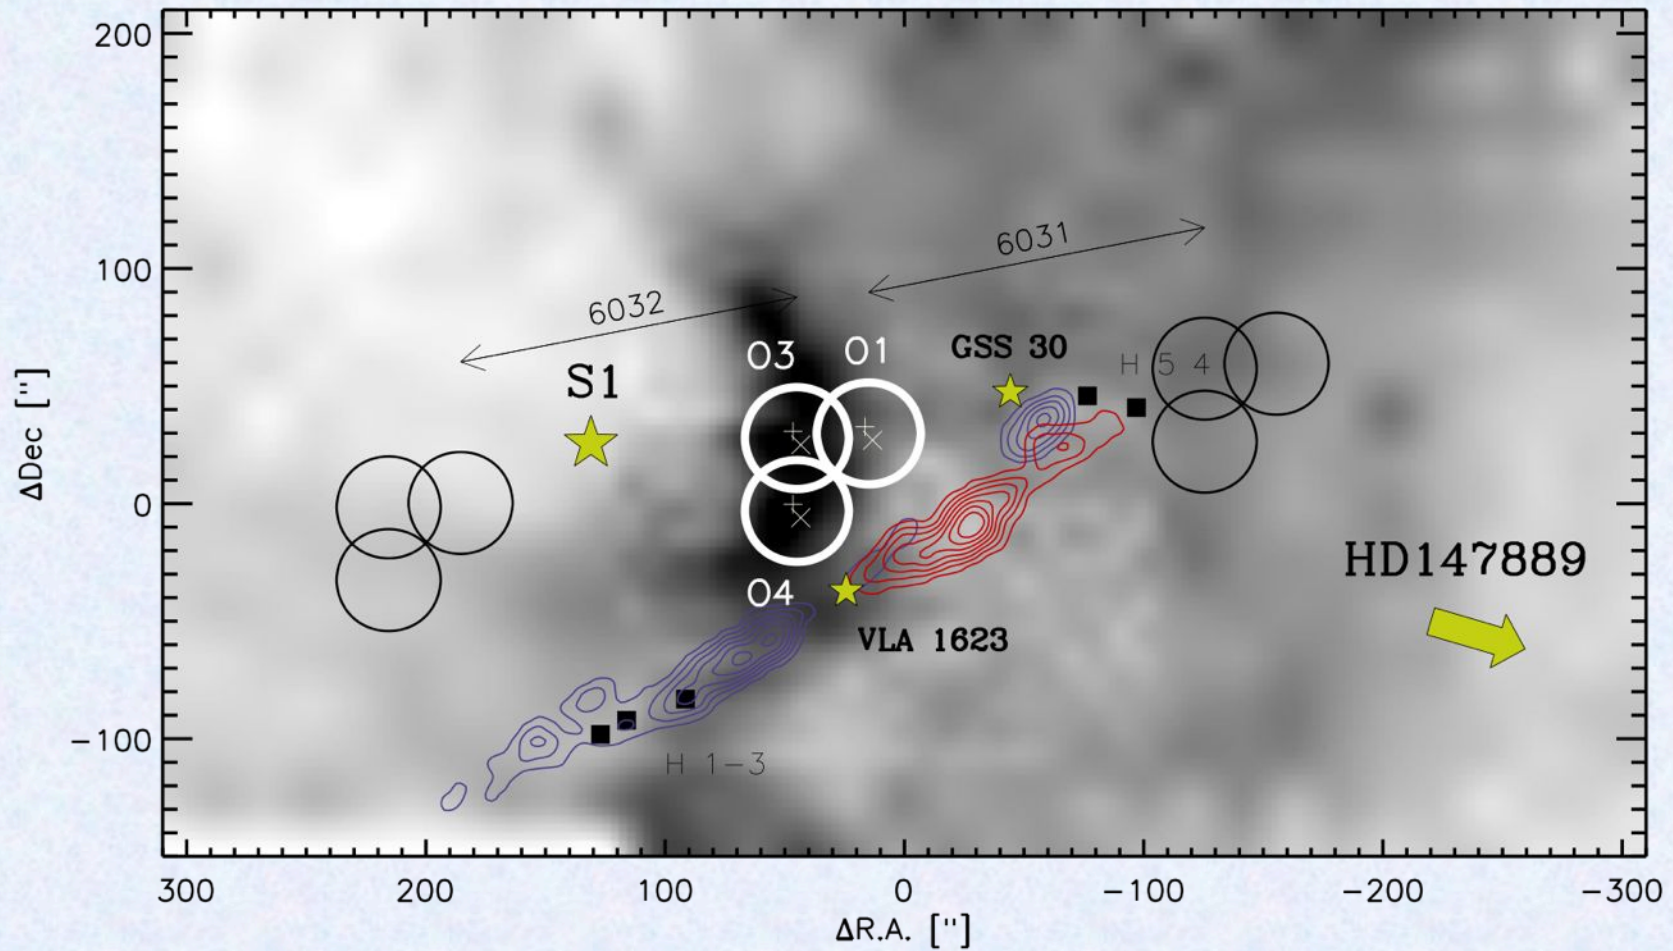 200
100
0
−100
ΔDec ["]
6031
6032
O3 O1
GSS 30
H 5 4
S1
HD147889
O4
VLA 1623
H 1−3
300 200 100 0 −100 −200 −300
ΔR.A. ["]